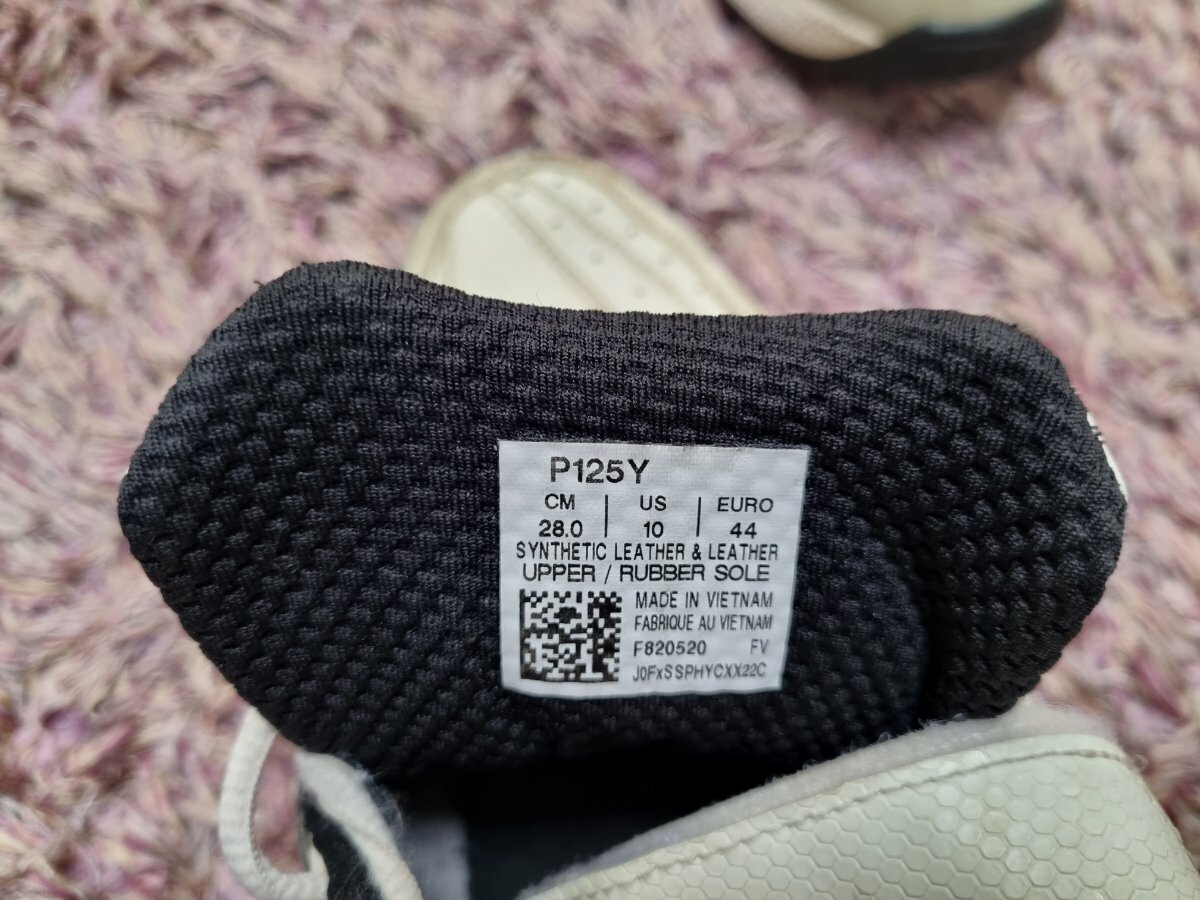 P125Y
CM US EURO
28.0 10 44
SYNTHETIC LEATHER & LEATHER
UPPER / RUBBER SOLE
MADE IN VIETNAM
FABRIQUE AU VIETNAM
F820520 FV
J0FxSSPHYCXX22C